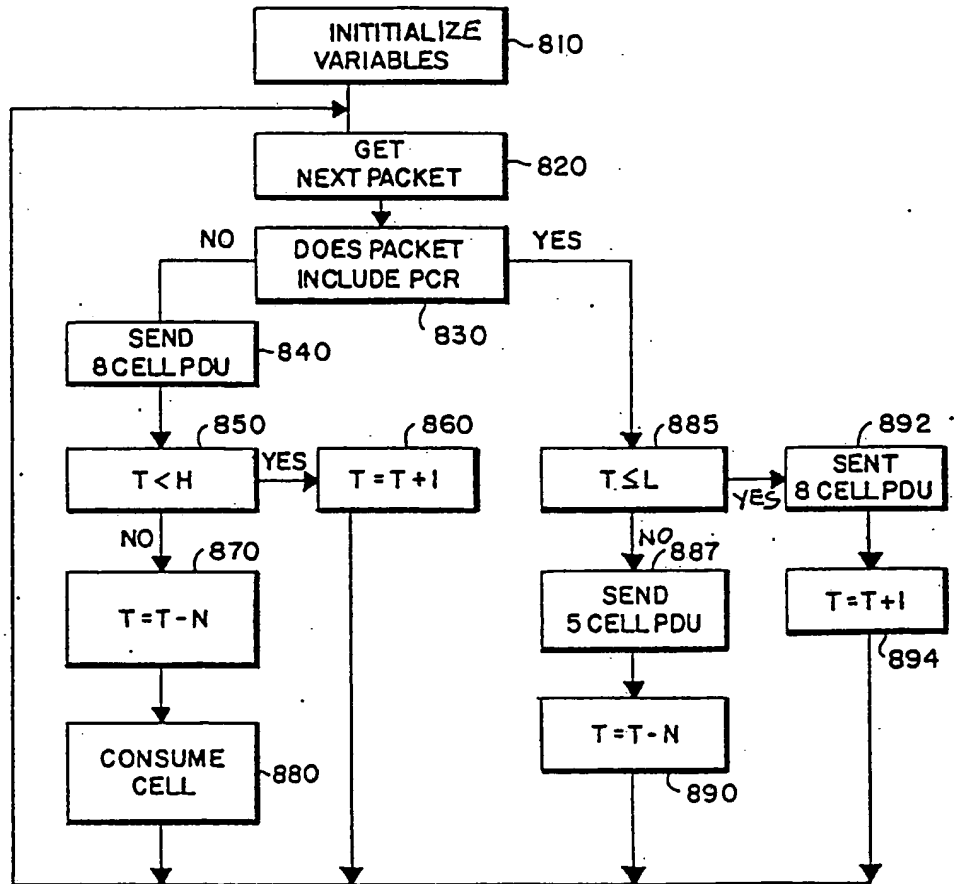 INITITIALIZE
VARIABLES
810
GET
NEXT PACKET
820
NO
DOES PACKET
INCLUDE PCR
YES
830
SEND
8 CELL PDU
840
850
T < H
YES
860
T = T + 1
885
T ≤ L
YES
892
SENT
8 CELL PDU
NO
870
T = T - N
NO
887
SEND
5 CELL PDU
T = T + 1
894
CONSUME
CELL
880
T = T - N
890